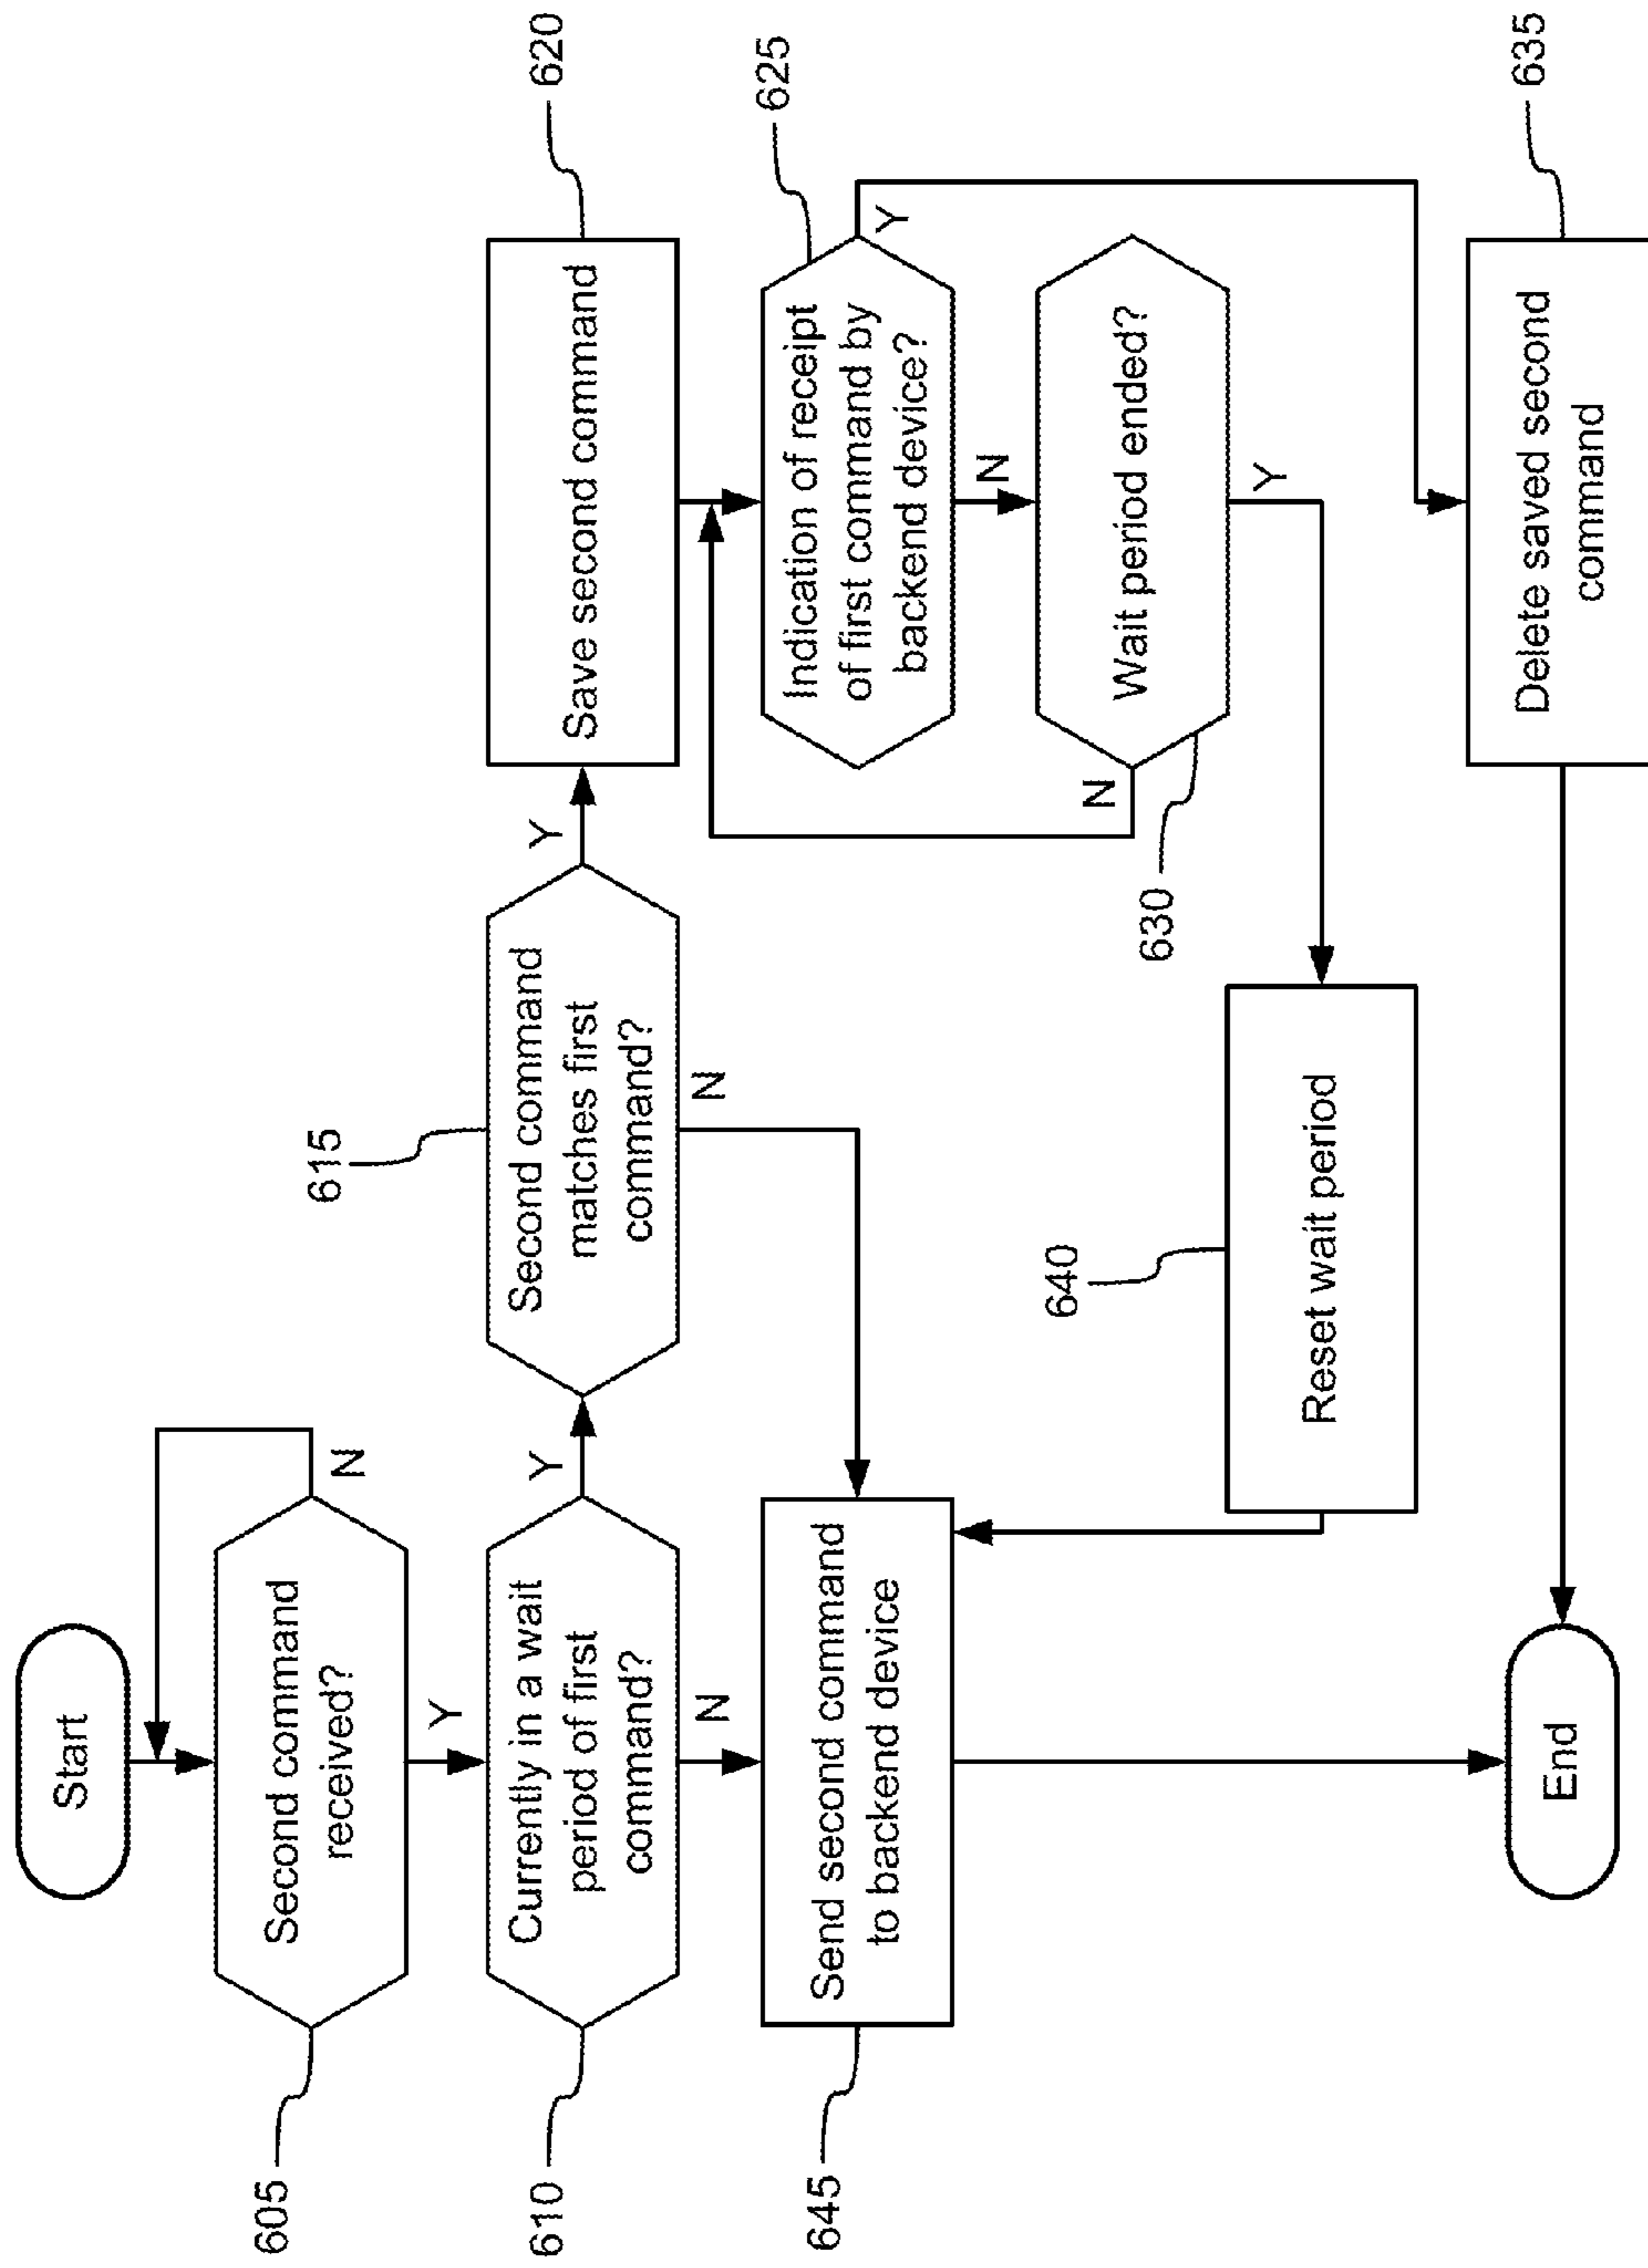 Start
Second command
received?
N
Y
605
Currently in a wait
period of first
command?
Y
N
610
Second command
matches first
command?
Y
N
615
Save second command
620
Indication of receipt
of first command by
backend device?
Y
N
625
Wait period ended?
N
Y
630
Send second command
to backend device
645
Reset wait period
640
Delete saved second
command
635
End